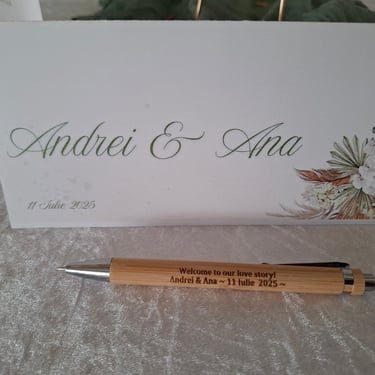 Andrei & Ana
11 Iulie 2025
Welcome to our love story!
Andrei & Ana ~ 11 Iulie 2025 ~